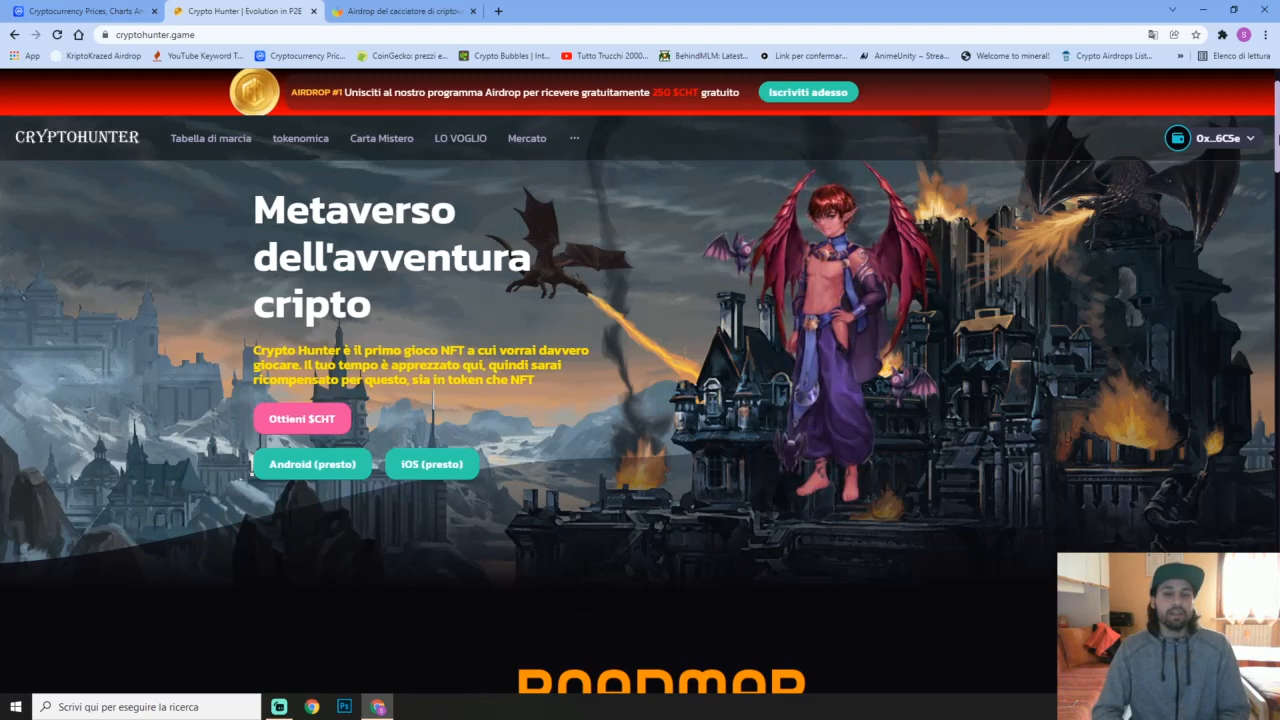 Cryptocurrency Prices, Charts An
Crypto Hunter | Evolution in P2E
Airdrop del cacciatore di criptov
cryptohunter.game
App
KriptoKrazed Airdrop
YouTube Keyword T...
Cryptocurrency Pric...
CoinGecko: prezzi e...
Crypto Bubbles | Int...
Tutto Trucchi 2000...
BehindMLM: Latest...
Link per confermar...
AnimeUnity – Strea...
Welcome to mineral!
Crypto Airdrops List...
»
Elenco di lettura
AIRDROP #1 Unisciti al nostro programma Airdrop per ricevere gratuitamente 250 $CHT gratuito
Iscriviti adesso
CRYPTOHUNTER
Tabella di marcia
tokenomica
Carta Mistero
LO VOGLIO
Mercato
···
0x...6C5e
Metaverso
dell'avventura
cripto
Crypto Hunter è il primo gioco NFT a cui vorrai davvero
giocare. Il tuo tempo è apprezzato qui, quindi sarai
ricompensato per questo, sia in token che NFT
Ottieni $CHT
Android (presto)
iOS (presto)
ROADMAP
Scrivi qui per eseguire la ricerca
Ps